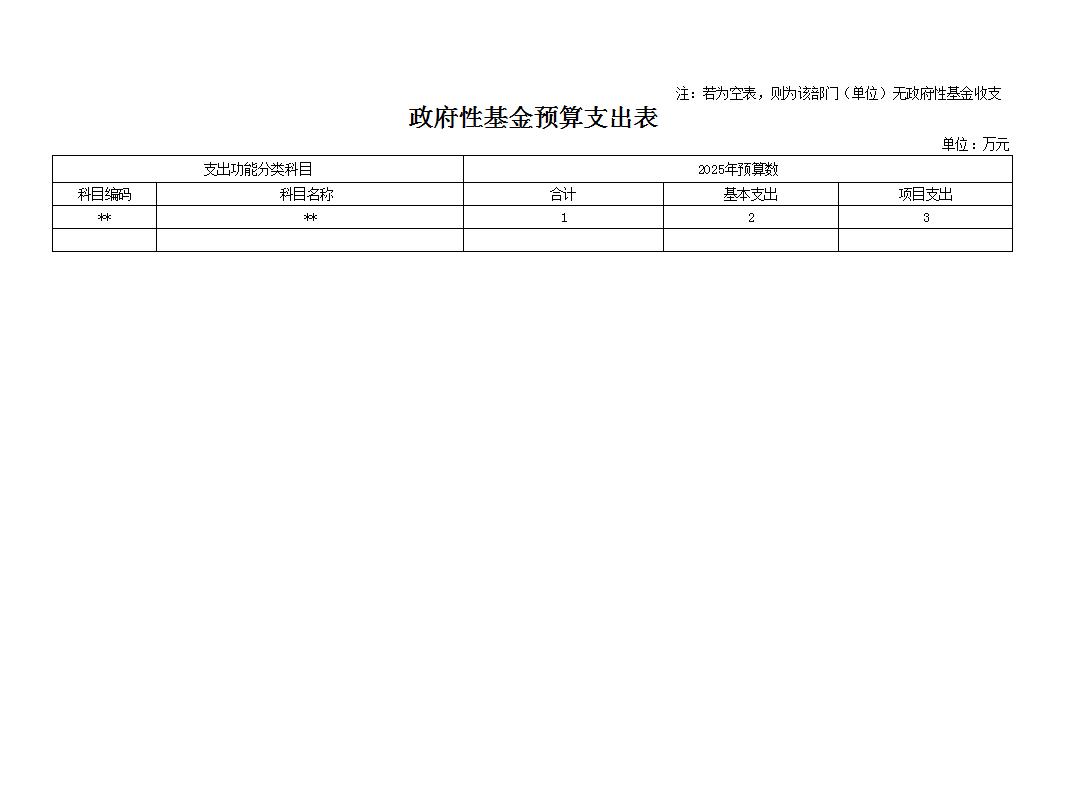 注：若为空表，则为该部门（单位）无政府性基金收支
政府性基金预算支出表
单位：万元
支出功能分类科目 2025年预算数
科目编码 科目名称 合计 基本支出 项目支出
** ** 1 2 3